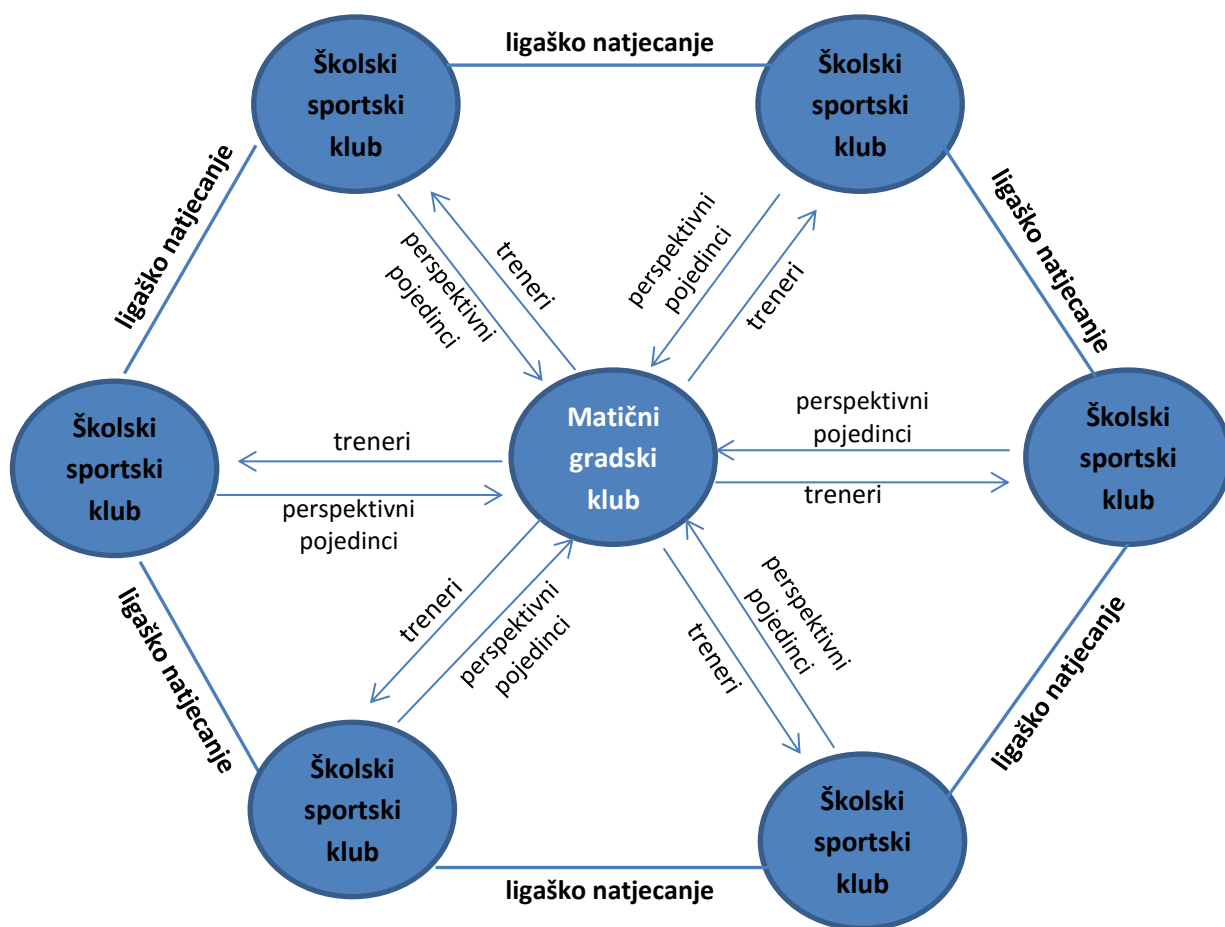 ligaško natjecanje
Školski
sportski
klub
Školski
sportski
klub
ligaško natjecanje
ligaško natjecanje
perspektivni
pojedinci
treneri
perspektivni
pojedinci
treneri
Školski
sportski
klub
treneri
perspektivni
pojedinci
Matični
gradski
klub
perspektivni
pojedinci
treneri
Školski
sportski
klub
ligaško natjecanje
treneri
perspektivni
pojedinci
treneri
perspektivni
pojedinci
ligaško natjecanje
Školski
sportski
klub
Školski
sportski
klub
ligaško natjecanje